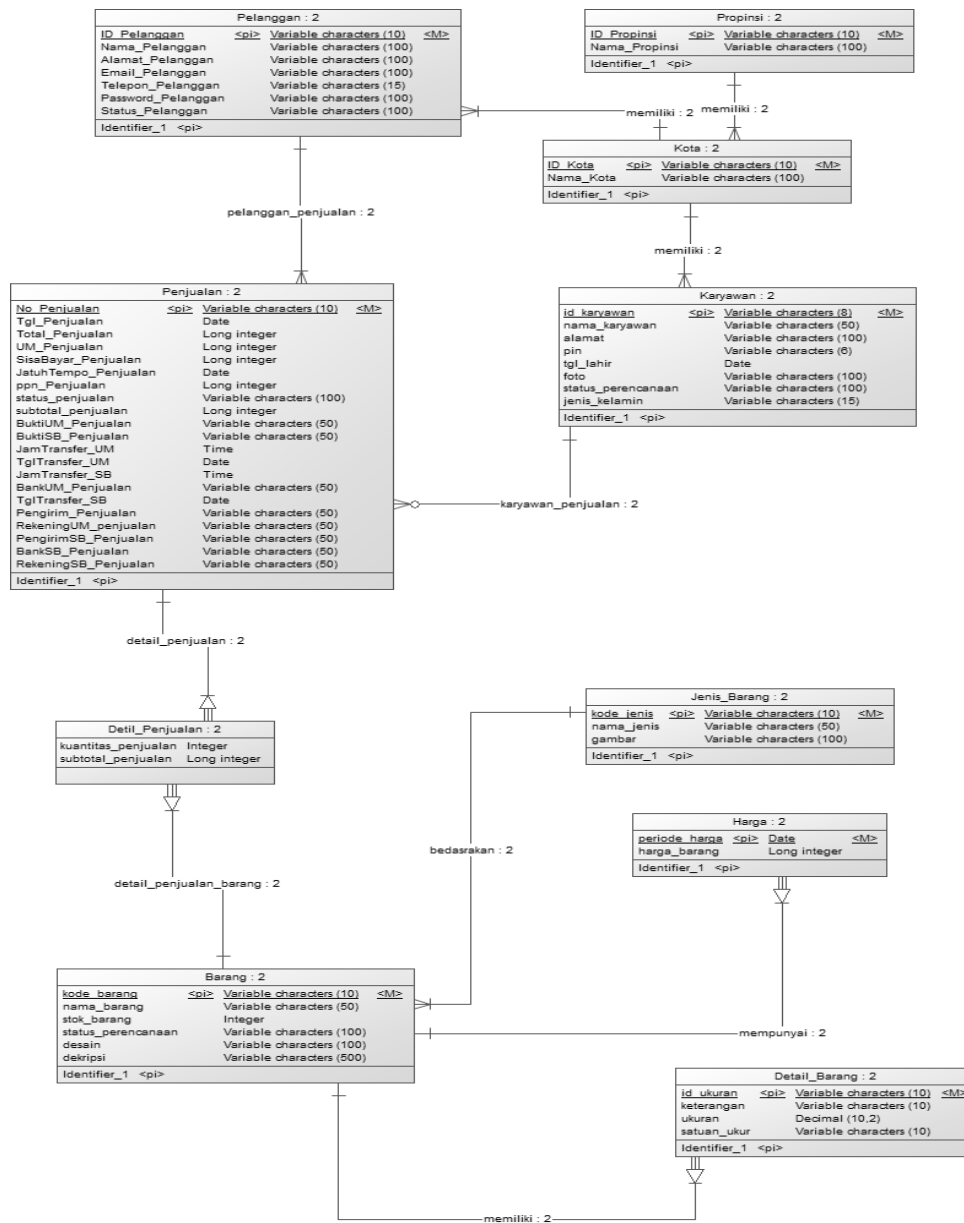 Pelanggan : 2
ID_Pelanggan <pi> Variable characters (10) <M>
Nama_Pelanggan Variable characters (100)
Alamat_Pelanggan Variable characters (100)
Email_Pelanggan Variable characters (100)
Telepon_Pelanggan Variable characters (15)
Password_Pelanggan Variable characters (100)
Status_Pelanggan Variable characters (100)
Identifier_1 <pi>
Propinsi : 2
ID_Propinsi <pi> Variable characters (10) <M>
Nama_Propinsi Variable characters (100)
Identifier_1 <pi>
memiliki : 2
memiliki : 2
Kota : 2
ID_Kota <pi> Variable characters (10) <M>
Nama_Kota Variable characters (100)
Identifier_1 <pi>
pelanggan_penjualan : 2
memiliki : 2
Penjualan : 2
No_Penjualan <pi> Variable characters (10) <M>
Tgl_Penjualan Date
Total_Penjualan Long integer
UM_Penjualan Long integer
SisaBayar_Penjualan Long integer
JatuhTempo_Penjualan Date
ppn_Penjualan Long integer
status_penjualan Variable characters (100)
subtotal_penjualan Long integer
BuktiUM_Penjualan Variable characters (50)
BuktiSB_Penjualan Variable characters (50)
JamTransfer_UM Time
TglTransfer_UM Date
JamTransfer_SB Time
BankUM_Penjualan Variable characters (50)
TglTransfer_SB Date
Pengirim_Penjualan Variable characters (50)
RekeningUM_penjualan Variable characters (50)
PengirimSB_Penjualan Variable characters (50)
BankSB_Penjualan Variable characters (50)
RekeningSB_Penjualan Variable characters (50)
Identifier_1 <pi>
Karyawan : 2
id_karyawan <pi> Variable characters (8) <M>
nama_karyawan Variable characters (50)
alamat Variable characters (100)
pin Variable characters (6)
tgl_lahir Date
foto Variable characters (100)
status_perencanaan Variable characters (100)
jenis_kelamin Variable characters (15)
Identifier_1 <pi>
karyawan_penjualan : 2
detail_penjualan : 2
Detil_Penjualan : 2
kuantitas_penjualan Integer
subtotal_penjualan Long integer
Jenis_Barang : 2
kode_jenis <pi> Variable characters (10) <M>
nama_jenis Variable characters (50)
gambar Variable characters (100)
Identifier_1 <pi>
Harga : 2
periode_harga <pi> Date <M>
harga_barang Long integer
Identifier_1 <pi>
bedasrakan : 2
detail_penjualan_barang : 2
Barang : 2
kode_barang <pi> Variable characters (10) <M>
nama_barang Variable characters (50)
stok_barang Integer
status_perencanaan Variable characters (100)
desain Variable characters (100)
dekripsi Variable characters (500)
Identifier_1 <pi>
mempunyai : 2
Detail_Barang : 2
id_ukuran <pi> Variable characters (10) <M>
keterangan Variable characters (10)
ukuran Decimal (10,2)
satuan_ukur Variable characters (10)
Identifier_1 <pi>
memiliki : 2